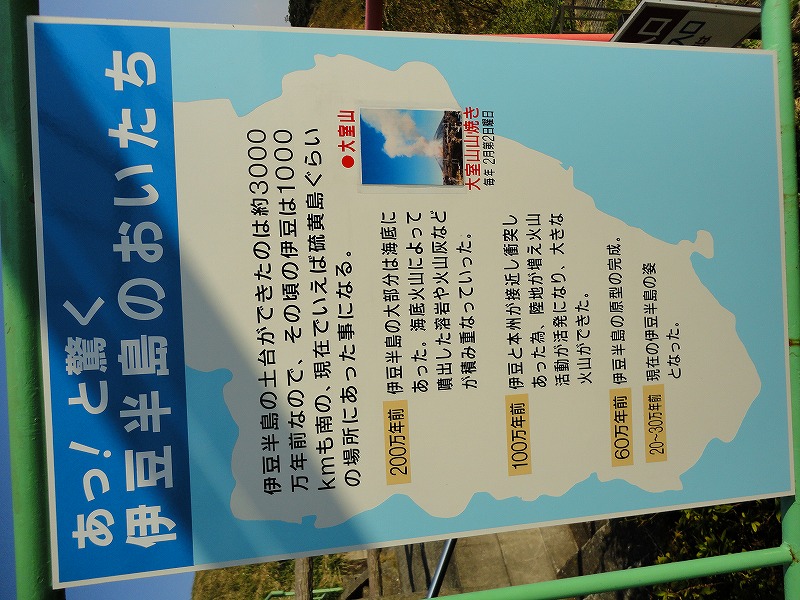 あっ!と驚く
伊豆半島のおいたち
伊豆半島の土台ができたのは約3000
万年前なので、その頃の伊豆は1000
kmも南の、現在でいえば硫黄島ぐらい
の場所にあった事になる。
●大室山
大室山山焼き
毎年 2月第2日曜日
200万年前 伊豆半島の大部分は海底に
あった。海底火山によって
噴出した溶岩や火山灰など
が積み重なっていった。
100万年前 伊豆と本州が接近し衝突し
あった為、陸地が増え火山
活動が活発になり、大きな
火山ができた。
60万年前 伊豆半島の原型の完成。
20~30万年前 現在の伊豆半島の姿
となった。